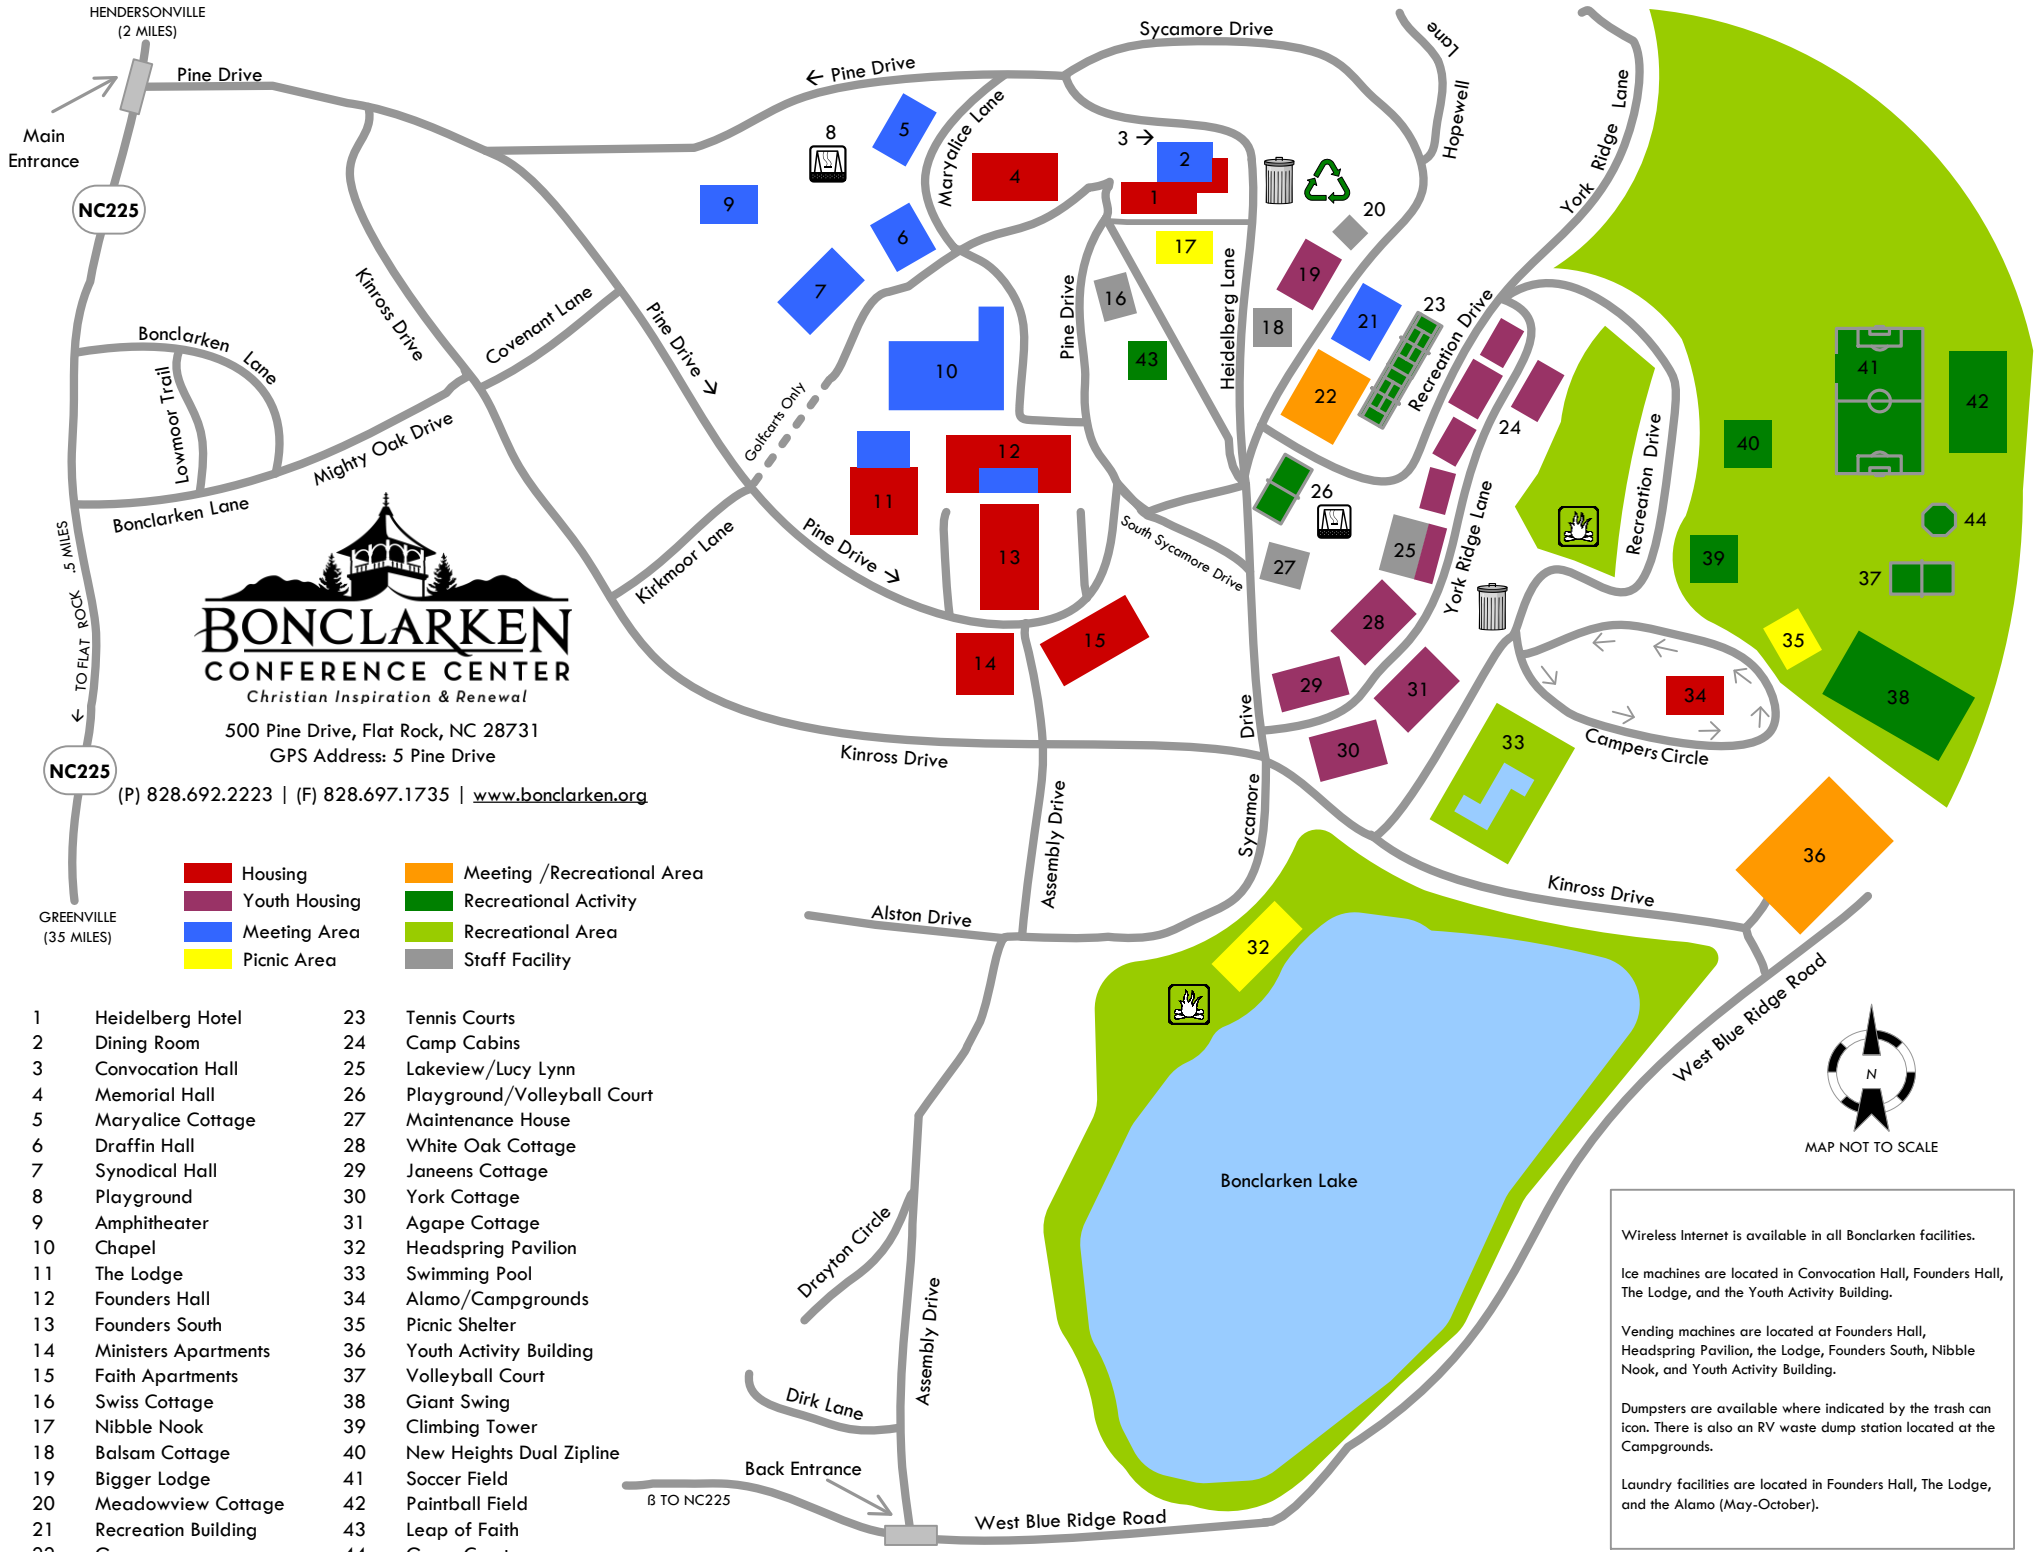 HENDERSONVILLE
(2 MILES)
Pine Drive
Main
Entrance
NC225
← Pine Drive
Sycamore Drive
Hopewell
Lane
York Ridge Lane
Maryalice Lane
8
5
9
6
7
4
3 →
2
1
17
20
19
16
18
21
23
43
10
22
Heidelberg Lane
Pine Drive
Recreation Drive
Kinross Drive
Covenant Lane
Pine Drive →
Bonclarken Lane
Lowmoor Trail
Mighty Oak Drive
Bonclarken Lane
Golfcarts Only
24
41
42
40
44
39
37
35
38
12
11
13
26
25
27
South Sycamore Drive
York Ridge Lane
Recreation Drive
Kirkmoor Lane
Pine Drive →
14
15
28
29
31
30
33
34
Campers Circle
← TO FLAT ROCK .5 MILES
BONCLARKEN
CONFERENCE CENTER
Christian Inspiration & Renewal
500 Pine Drive, Flat Rock, NC 28731
GPS Address: 5 Pine Drive
(P) 828.692.2223 | (F) 828.697.1735 | www.bonclarken.org
NC225
GREENVILLE
(35 MILES)
Kinross Drive
Sycamore Drive
Assembly Drive
Alston Drive
Kinross Drive
36
32
West Blue Ridge Road
Housing
Youth Housing
Meeting Area
Picnic Area
Meeting /Recreational Area
Recreational Activity
Recreational Area
Staff Facility
1 Heidelberg Hotel
2 Dining Room
3 Convocation Hall
4 Memorial Hall
5 Maryalice Cottage
6 Draffin Hall
7 Synodical Hall
8 Playground
9 Amphitheater
10 Chapel
11 The Lodge
12 Founders Hall
13 Founders South
14 Ministers Apartments
15 Faith Apartments
16 Swiss Cottage
17 Nibble Nook
18 Balsam Cottage
19 Bigger Lodge
20 Meadowview Cottage
21 Recreation Building
23 Tennis Courts
24 Camp Cabins
25 Lakeview/Lucy Lynn
26 Playground/Volleyball Court
27 Maintenance House
28 White Oak Cottage
29 Janeens Cottage
30 York Cottage
31 Agape Cottage
32 Headspring Pavilion
33 Swimming Pool
34 Alamo/Campgrounds
35 Picnic Shelter
36 Youth Activity Building
37 Volleyball Court
38 Giant Swing
39 Climbing Tower
40 New Heights Dual Zipline
41 Soccer Field
42 Paintball Field
43 Leap of Faith
Bonclarken Lake
Drayton Circle
Assembly Drive
Dirk Lane
Back Entrance
ß TO NC225
West Blue Ridge Road
N
MAP NOT TO SCALE
Wireless Internet is available in all Bonclarken facilities.
Ice machines are located in Convocation Hall, Founders Hall,
The Lodge, and the Youth Activity Building.
Vending machines are located at Founders Hall,
Headspring Pavilion, the Lodge, Founders South, Nibble
Nook, and Youth Activity Building.
Dumpsters are available where indicated by the trash can
icon. There is also an RV waste dump station located at the
Campgrounds.
Laundry facilities are located in Founders Hall, The Lodge,
and the Alamo (May-October).